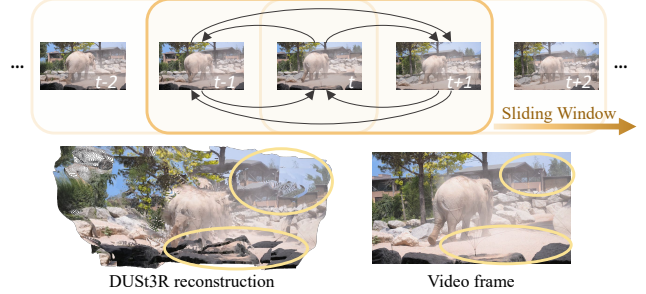 ... t-2 t-1 t t+1 t+2 ...
Sliding Window
DUSt3R reconstruction Video frame